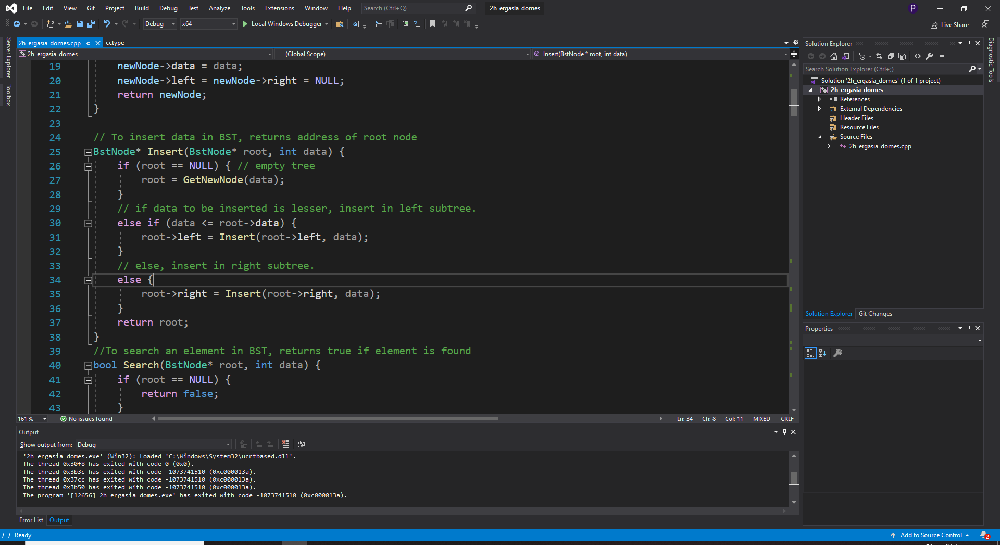 File Edit View Git Project Build Debug Test Analyze Tools Extensions Window Help Search (Ctrl+Q) 2h_ergasia_domes P
Debug x64 Local Windows Debugger Live Share
Server Explorer
Toolbox
2h_ergasia_domes.cpp cctype
2h_ergasia_domes (Global Scope) Insert(BstNode * root, int data)
19 newNode->data = data;
20 newNode->left = newNode->right = NULL;
21 return newNode;
22 }
23
24 // To insert data in BST, returns address of root node
25 BstNode* Insert(BstNode* root, int data) {
26 if (root == NULL) { // empty tree
27 root = GetNewNode(data);
28 }
29 // if data to be inserted is lesser, insert in left subtree.
30 else if (data <= root->data) {
31 root->left = Insert(root->left, data);
32 }
33 // else, insert in right subtree.
34 else {
35 root->right = Insert(root->right, data);
36 }
37 return root;
38 }
39 //To search an element in BST, returns true if element is found
40 bool Search(BstNode* root, int data) {
41 if (root == NULL) {
42 return false;
43 }
161 % No issues found Ln: 34 Ch: 8 Col: 11 MIXED CRLF
Output
Show output from: Debug
'2h_ergasia_domes.exe' (Win32): Loaded 'C:\Windows\System32\ucrtbased.dll'.
The thread 0x30f8 has exited with code 0 (0x0).
The thread 0x3b3c has exited with code -1073741510 (0xc000013a).
The thread 0x37cc has exited with code -1073741510 (0xc000013a).
The thread 0x3b50 has exited with code -1073741510 (0xc000013a).
The program '[12656] 2h_ergasia_domes.exe' has exited with code -1073741510 (0xc000013a).
Error List Output
Solution Explorer
Search Solution Explorer (Ctrl+;)
Solution '2h_ergasia_domes' (1 of 1 project)
2h_ergasia_domes
References
External Dependencies
Header Files
Resource Files
Source Files
2h_ergasia_domes.cpp
Solution Explorer Git Changes
Properties
Diagnostic Tools
Ready Add to Source Control 2